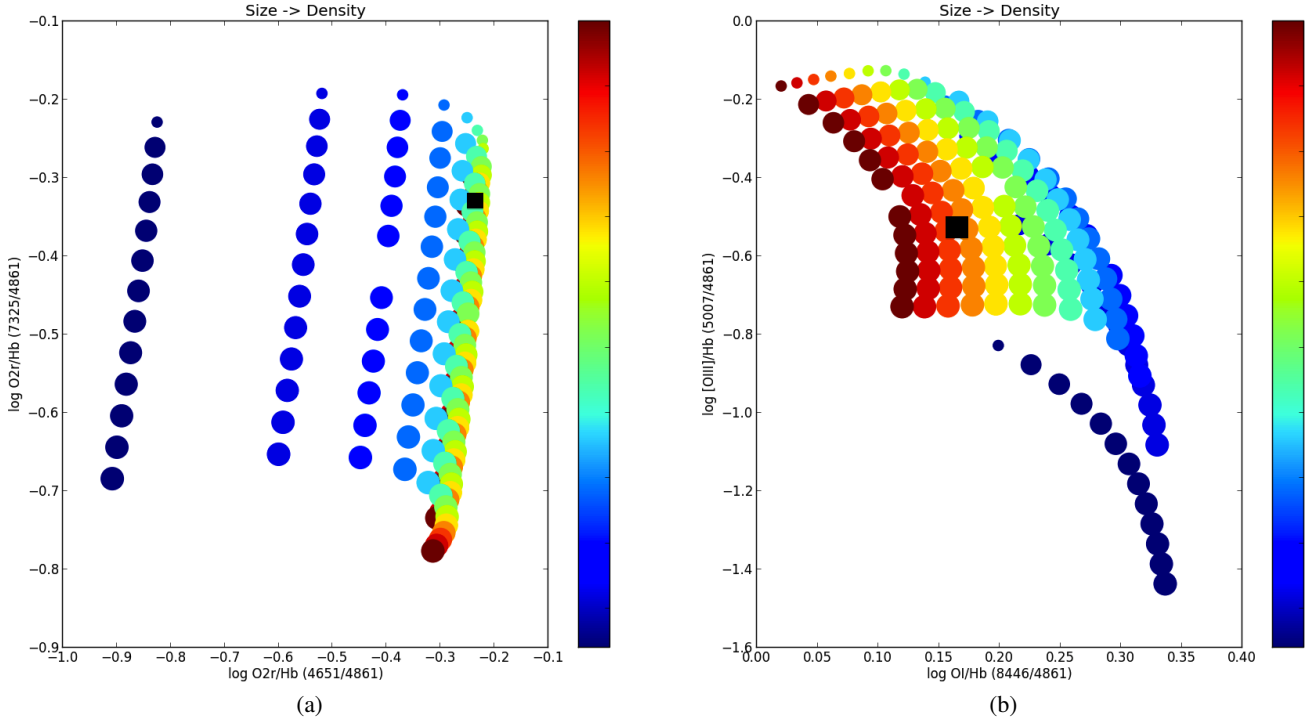 Size -> Density
−0.1
−0.2
−0.3
−0.4
−0.5
−0.6
−0.7
−0.8
−0.9
log O2r/Hb (7325/4861)
−1.0 −0.9 −0.8 −0.7 −0.6 −0.5 −0.4 −0.3 −0.2 −0.1
log O2r/Hb (4651/4861)
(a)
Size -> Density
0.0
−0.2
−0.4
−0.6
−0.8
−1.0
−1.2
−1.4
−1.6
log [OIII]/Hb (5007/4861)
0.00 0.05 0.10 0.15 0.20 0.25 0.30 0.35 0.40
log OI/Hb (8446/4861)
(b)